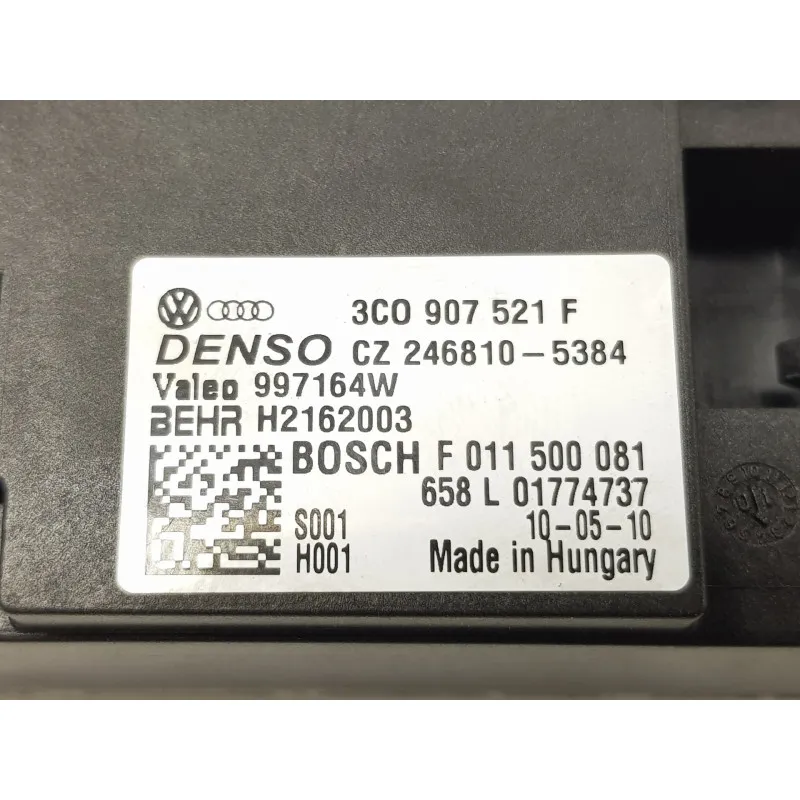 3C0 907 521 F
DENSO CZ 246810-5384
Valeo 997164W
BEHR H2162003
BOSCH F 011 500 081
658 L 01774737
S001 10-05-10
H001 Made in Hungary